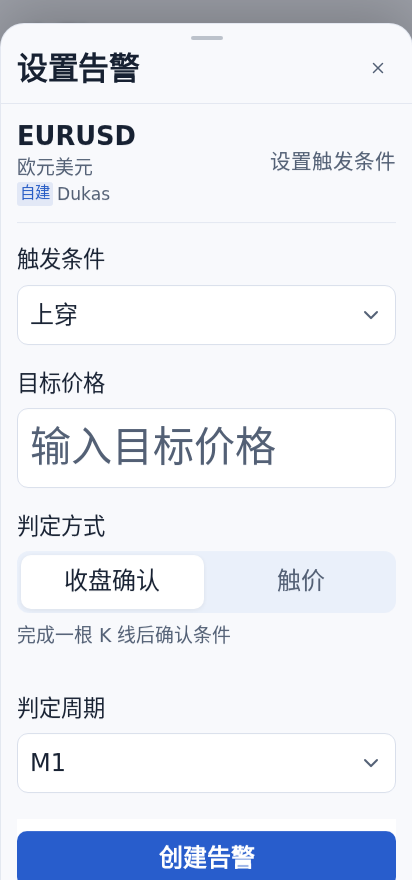 设置告警
EURUSD
欧元美元
设置触发条件
自建 Dukas
触发条件
上穿
目标价格
输入目标价格
判定方式
收盘确认 触价
完成一根 K 线后确认条件
判定周期
M1
创建告警